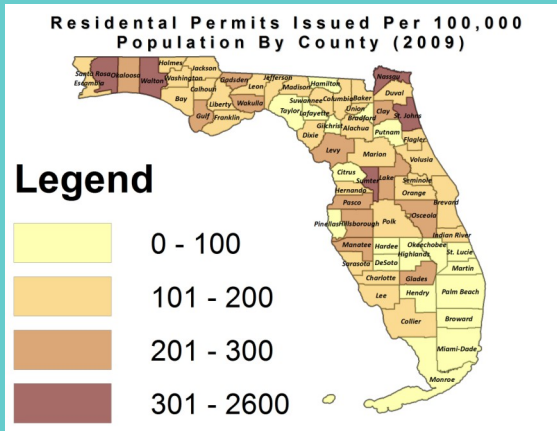 Residental Permits Issued Per 100,000
Population By County (2009)
Holmes
Jackson
Santa Rosa
Okaloosa
Walton
Washington
Escambia
Gadsden
Jefferson
Hamilton
Nassau
Calhoun
Leon
Madison
Duval
Bay
Liberty
Wakulla
Suwannee
Columbia
Baker
Gulf
Franklin
Taylor
Lafayette
Union
Bradford
Clay
St. Johns
Gilchrist
Alachua
Putnam
Dixie
Flagler
Levy
Marion
Volusia
Citrus
Sumter
Lake
Seminole
Hernando
Orange
Pasco
Brevard
Osceola
Pinellas
Hillsborough
Polk
Indian River
Manatee
Hardee
Okeechobee
Highlands
St. Lucie
Sarasota
DeSoto
Martin
Charlotte
Glades
Lee
Hendry
Palm Beach
Collier
Broward
Miami-Dade
Monroe
Legend
0 - 100
101 - 200
201 - 300
301 - 2600